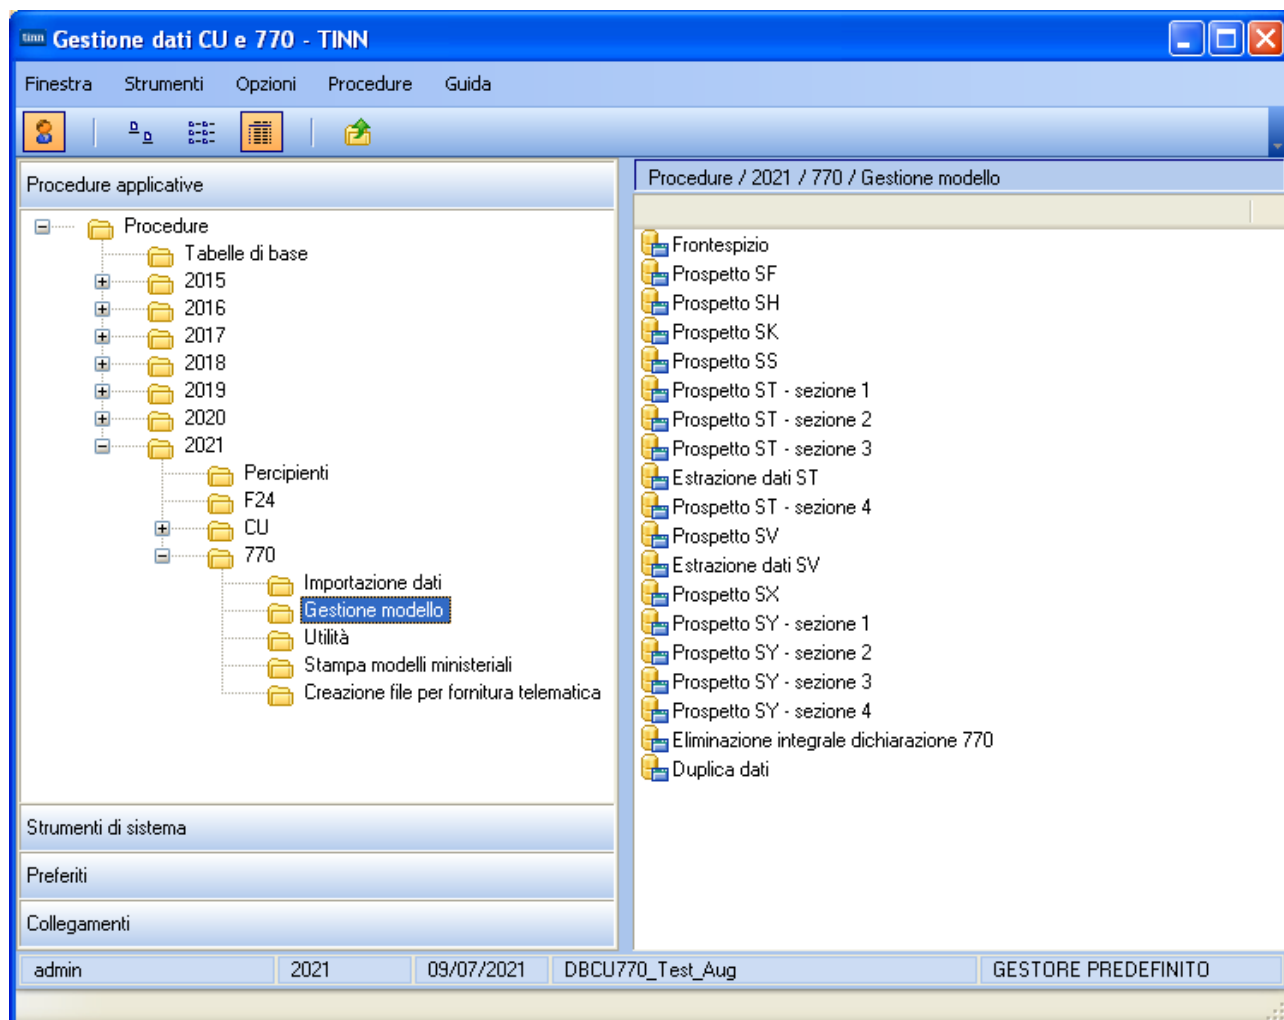 tinn Gestione dati CU e 770 - TINN
Finestra Strumenti Opzioni Procedure Guida
Procedure applicative
Procedure
Tabelle di base
2015
2016
2017
2018
2019
2020
2021
Percipienti
F24
CU
770
Importazione dati
Gestione modello
Utilità
Stampa modelli ministeriali
Creazione file per fornitura telematica
Strumenti di sistema
Preferiti
Collegamenti
Procedure / 2021 / 770 / Gestione modello
Frontespizio
Prospetto SF
Prospetto SH
Prospetto SK
Prospetto SS
Prospetto ST - sezione 1
Prospetto ST - sezione 2
Prospetto ST - sezione 3
Estrazione dati ST
Prospetto ST - sezione 4
Prospetto SV
Estrazione dati SV
Prospetto SX
Prospetto SY - sezione 1
Prospetto SY - sezione 2
Prospetto SY - sezione 3
Prospetto SY - sezione 4
Eliminazione integrale dichiarazione 770
Duplica dati
admin 2021 09/07/2021 DBCU770_Test_Aug GESTORE PREDEFINITO